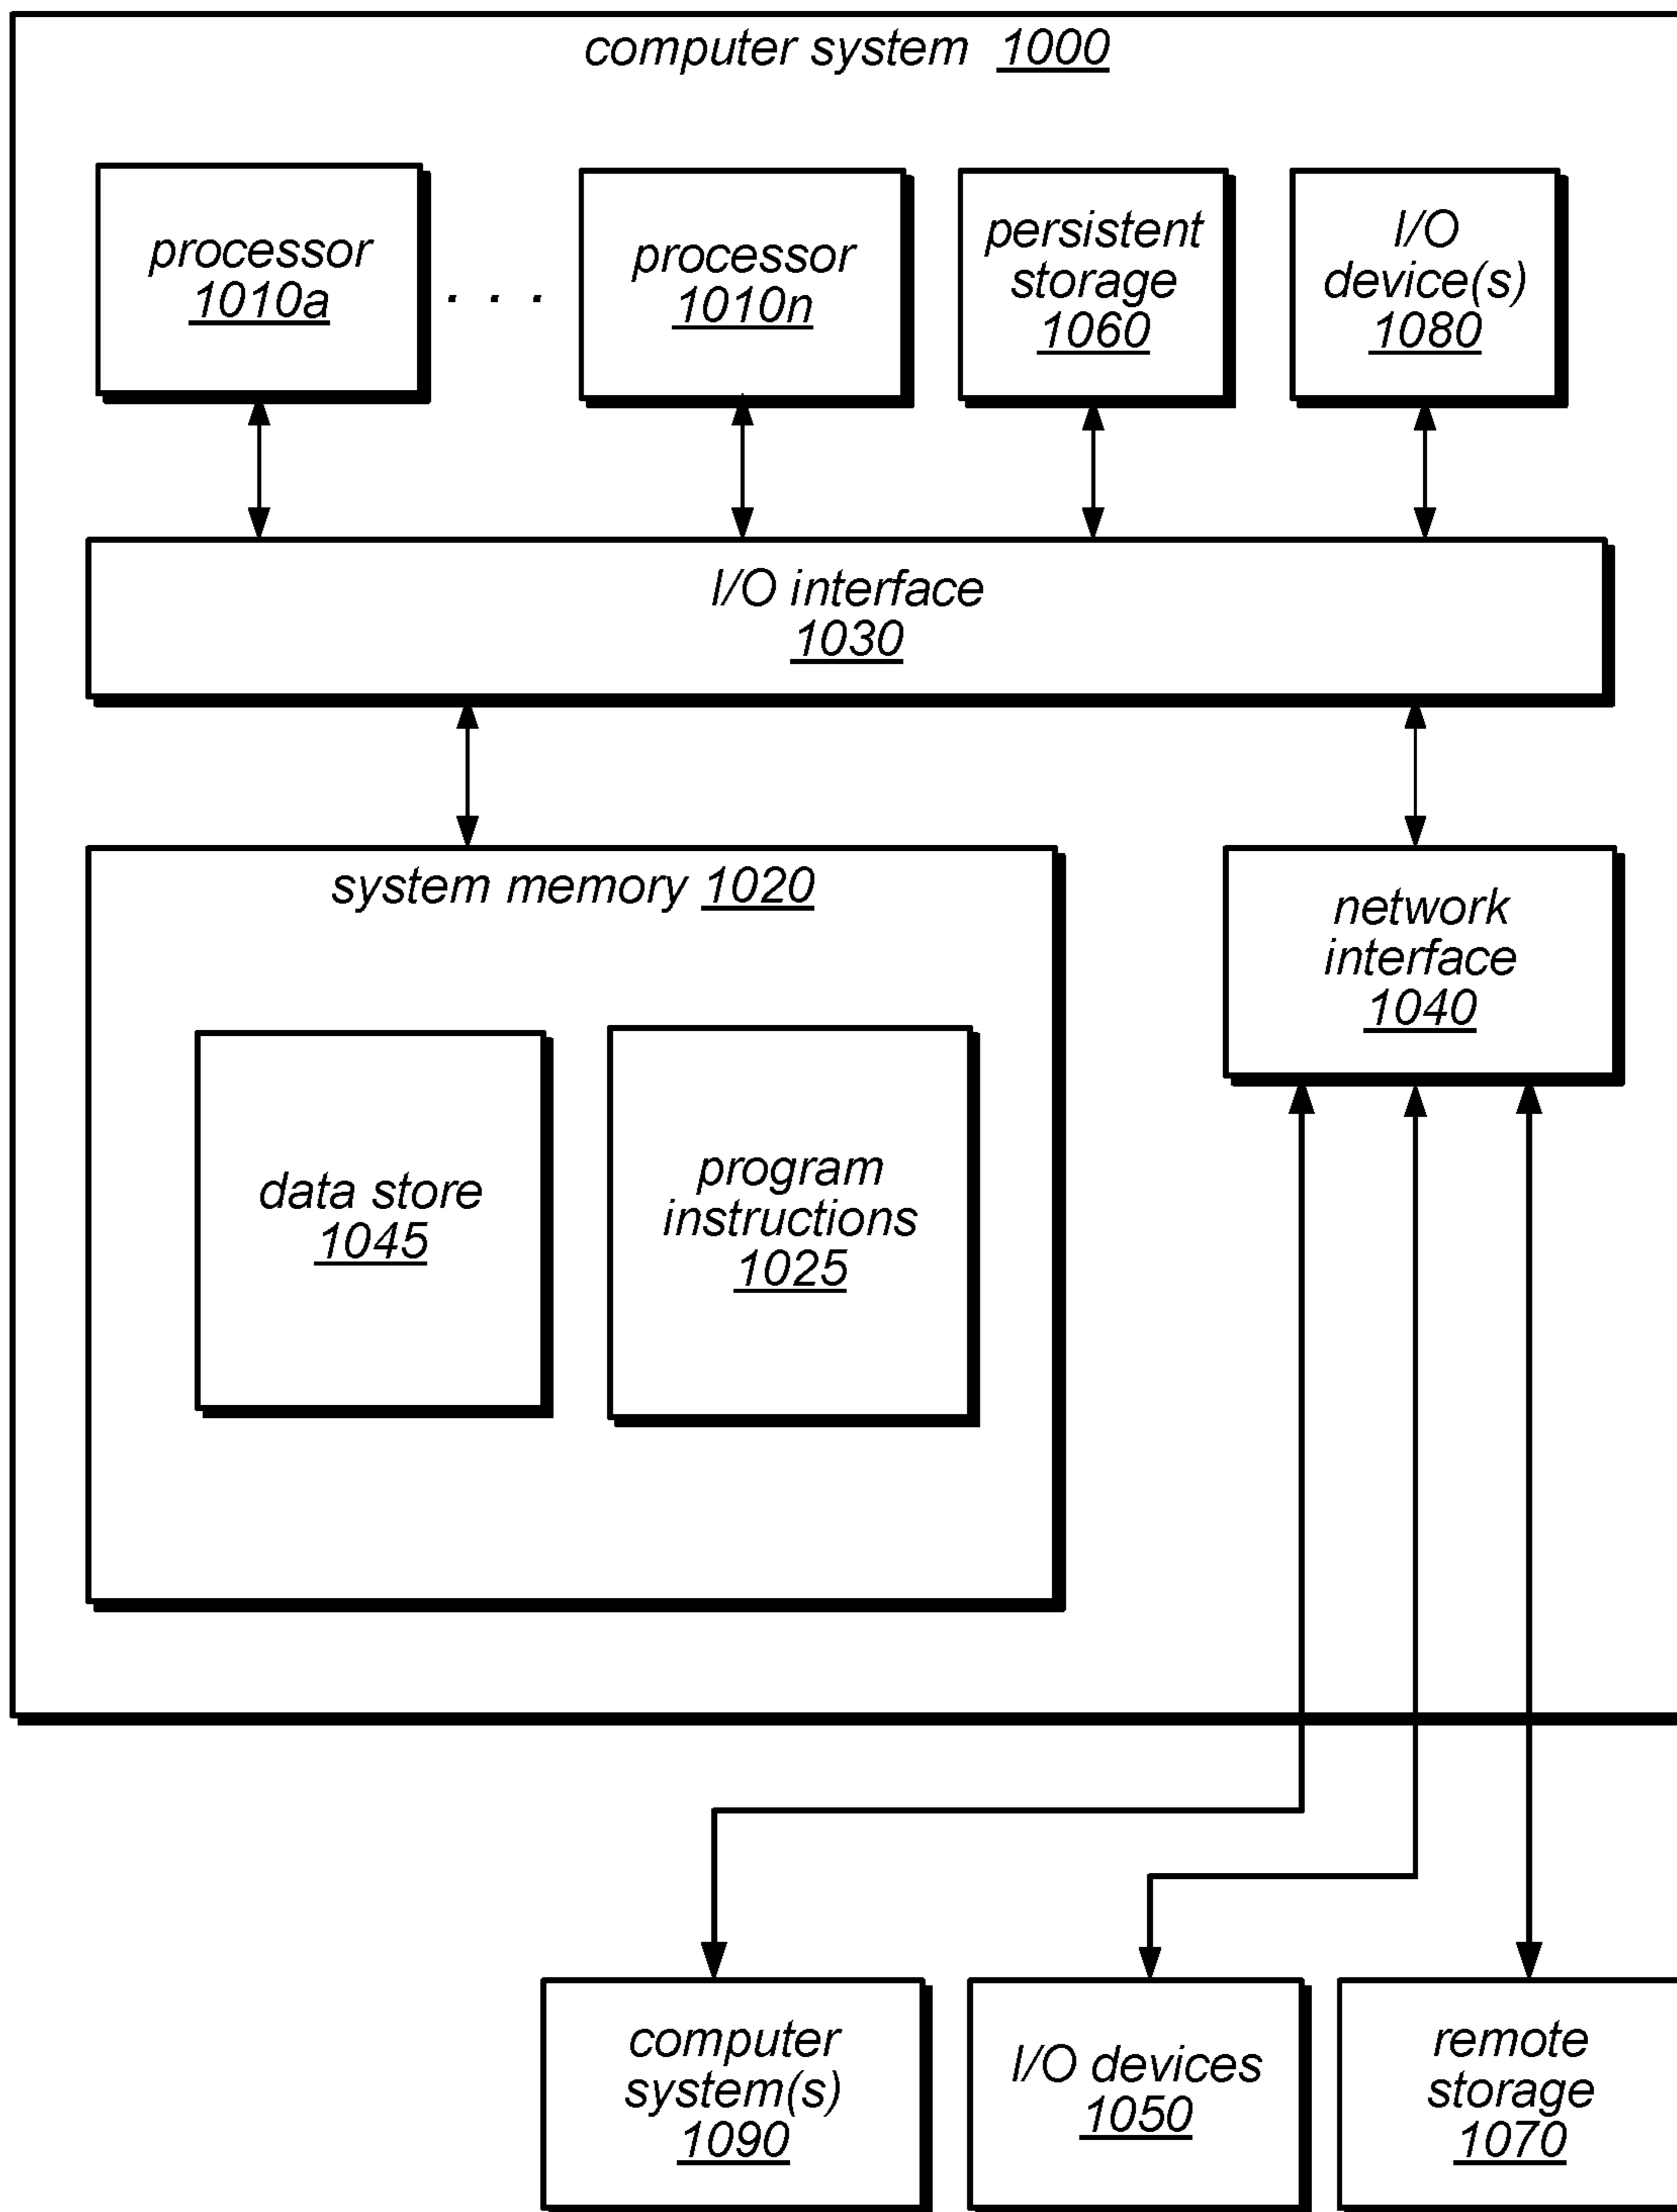 computer system 1000
processor
1010a
. . .
processor
1010n
persistent
storage
1060
I/O
device(s)
1080
I/O interface
1030
system memory 1020
network
interface
1040
data store
1045
program
instructions
1025
computer
system(s)
1090
I/O devices
1050
remote
storage
1070